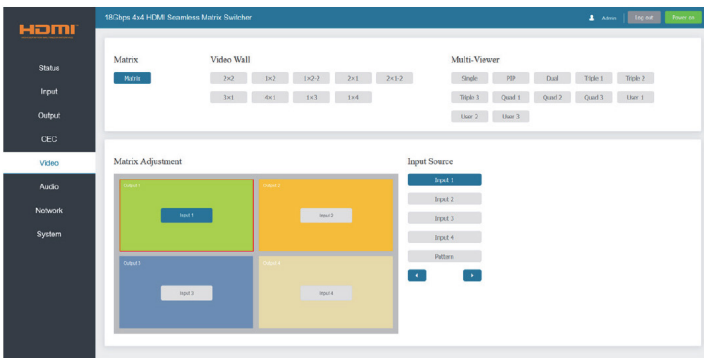 HDMI
18Gbps 4x4 HDMI Seamless Matrix Switcher
Admin
Log out
Power on
Status
Input
Output
CEC
Video
Audio
Network
System
Matrix
Matrix
Video Wall
2×2 1×2 1×2-2 2×1 2×1-2
3×1 4×1 1×3 1×4
Multi-Viewer
Single PIP Dual Triple 1 Triple 2
Triple 3 Quad 1 Quad 2 Quad 3 User 1
User 2 User 3
Matrix Adjustment
Output 1 Output 2
Input 1 Input 2
Output 3 Output 4
Input 3 Input 4
Input Source
Input 1
Input 2
Input 3
Input 4
Pattern